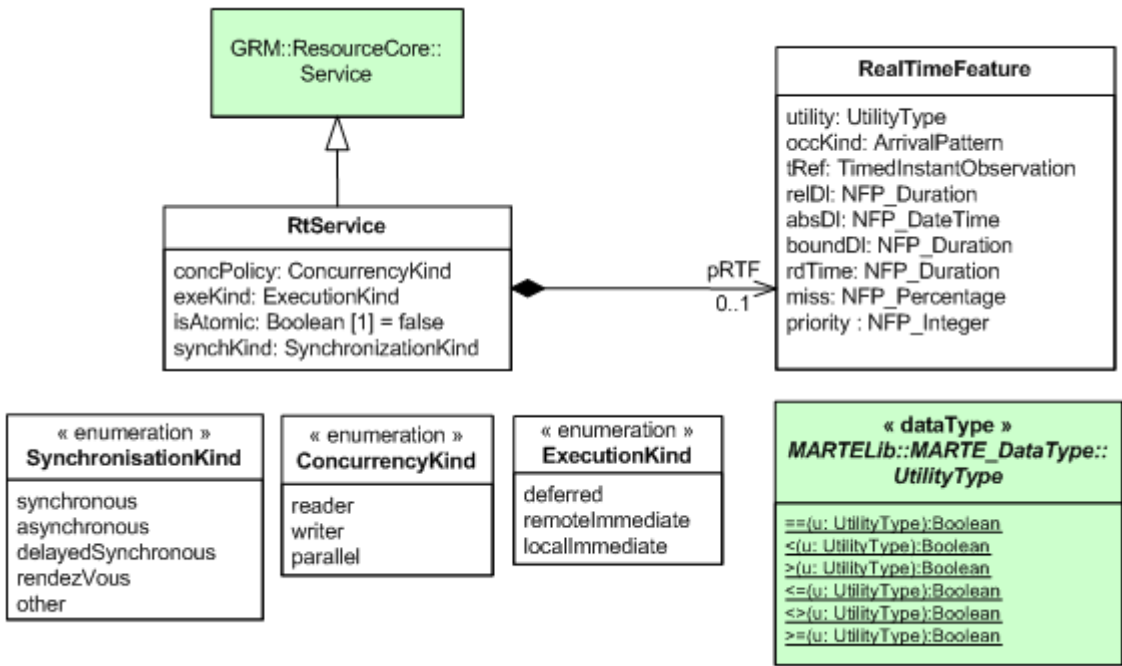 GRM::ResourceCore::
Service
RealTimeFeature
utility: UtilityType
occKind: ArrivalPattern
tRef: TimedInstantObservation
relDl: NFP_Duration
absDl: NFP_DateTime
boundDl: NFP_Duration
rdTime: NFP_Duration
miss: NFP_Percentage
priority : NFP_Integer
RtService
concPolicy: ConcurrencyKind
exeKind: ExecutionKind
isAtomic: Boolean [1] = false
synchKind: SynchronizationKind
pRTF
0..1
« enumeration »
SynchronisationKind
synchronous
asynchronous
delayedSynchronous
rendezVous
other
« enumeration »
ConcurrencyKind
reader
writer
parallel
« enumeration »
ExecutionKind
deferred
remoteImmediate
localImmediate
« dataType »
MARTELib::MARTE_DataType::
UtilityType
==(u: UtilityType):Boolean
<(u: UtilityType):Boolean
>(u: UtilityType):Boolean
<=(u: UtilityType):Boolean
<>(u: UtilityType):Boolean
>=(u: UtilityType):Boolean